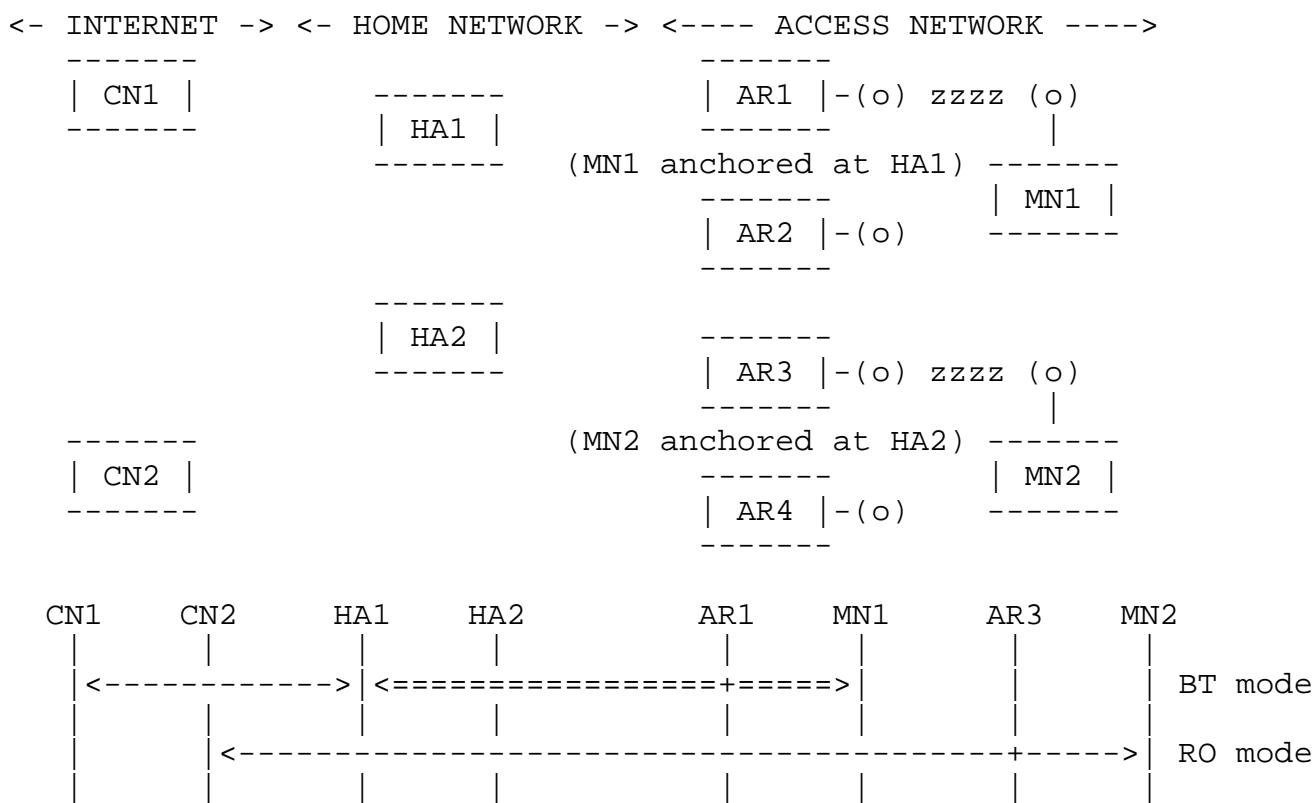 <- INTERNET -> <- HOME NETWORK -> <---- ACCESS NETWORK ---->
-------                           -------
| CN1 |          -------          | AR1 |-(o) zzzz (o)
-------          | HA1 |          -------            |
                 -------   (MN1 anchored at HA1) -------
                                  -------        | MN1 |
                                  | AR2 |-(o)    -------
                                  -------
                 -------
                 | HA2 |          -------
                 -------          | AR3 |-(o) zzzz (o)
                                  -------            |
-------                    (MN2 anchored at HA2) -------
| CN2 |                           -------        | MN2 |
-------                           | AR4 |-(o)    -------
                                  -------
CN1    CN2     HA1    HA2         AR1    MN1     AR3    MN2
 |      |       |      |           |      |       |      |
 |<------------>|<=================+=====>|       |      | BT mode
 |      |       |      |           |      |       |      |
 |      |<----------------------------------------+----->| RO mode
 |      |       |      |           |      |       |      |